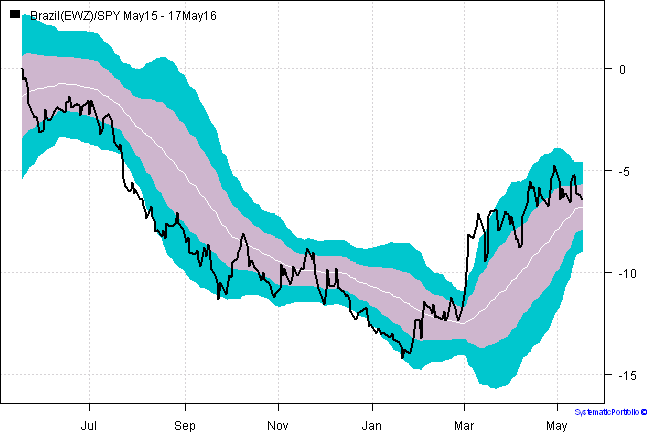 Brazil(EWZ)/SPY May15 - 17May16
0
-5
-10
-15
Jul Sep Nov Jan Mar May
SystematicPortfolio ©